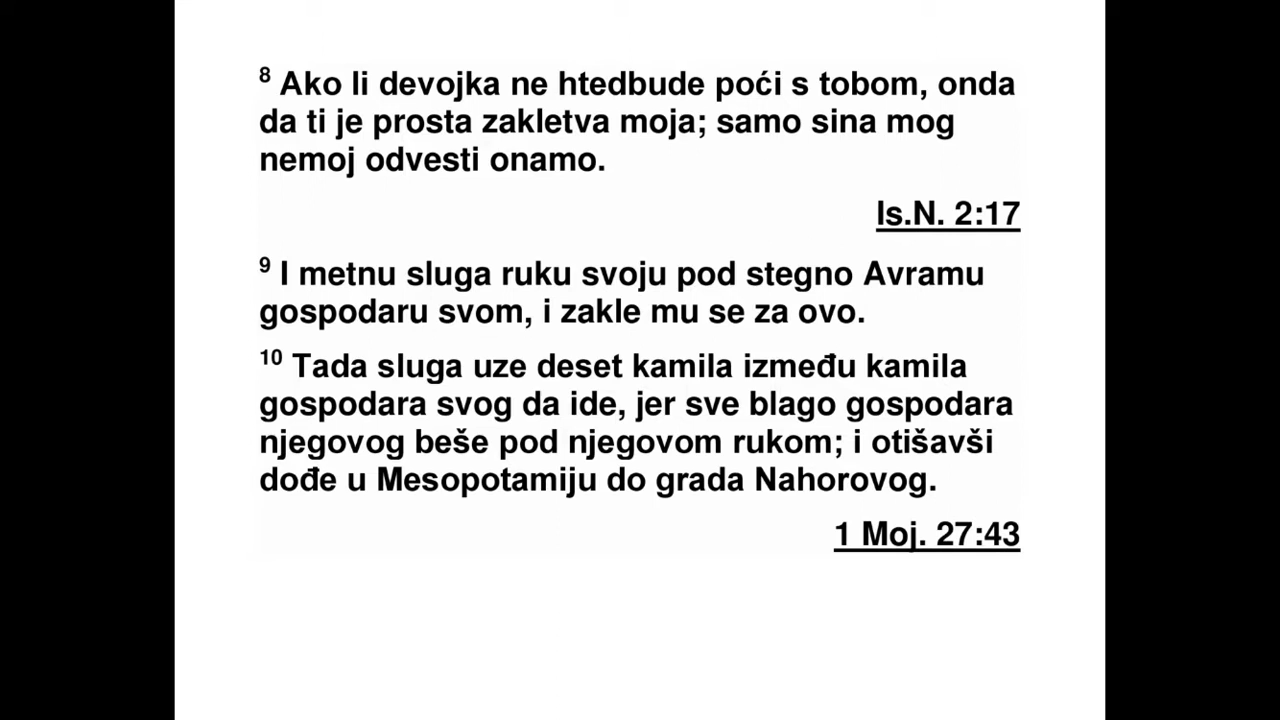 8 Ako li devojka ne htedbude poći s tobom, onda
da ti je prosta zakletva moja; samo sina mog
nemoj odvesti onamo.
Is.N. 2:17
9 I metnu sluga ruku svoju pod stegno Avramu
gospodaru svom, i zakle mu se za ovo.
10 Tada sluga uze deset kamila između kamila
gospodara svog da ide, jer sve blago gospodara
njegovog beše pod njegovom rukom; i otišavši
dođe u Mesopotamiju do grada Nahorovog.
1 Moj. 27:43